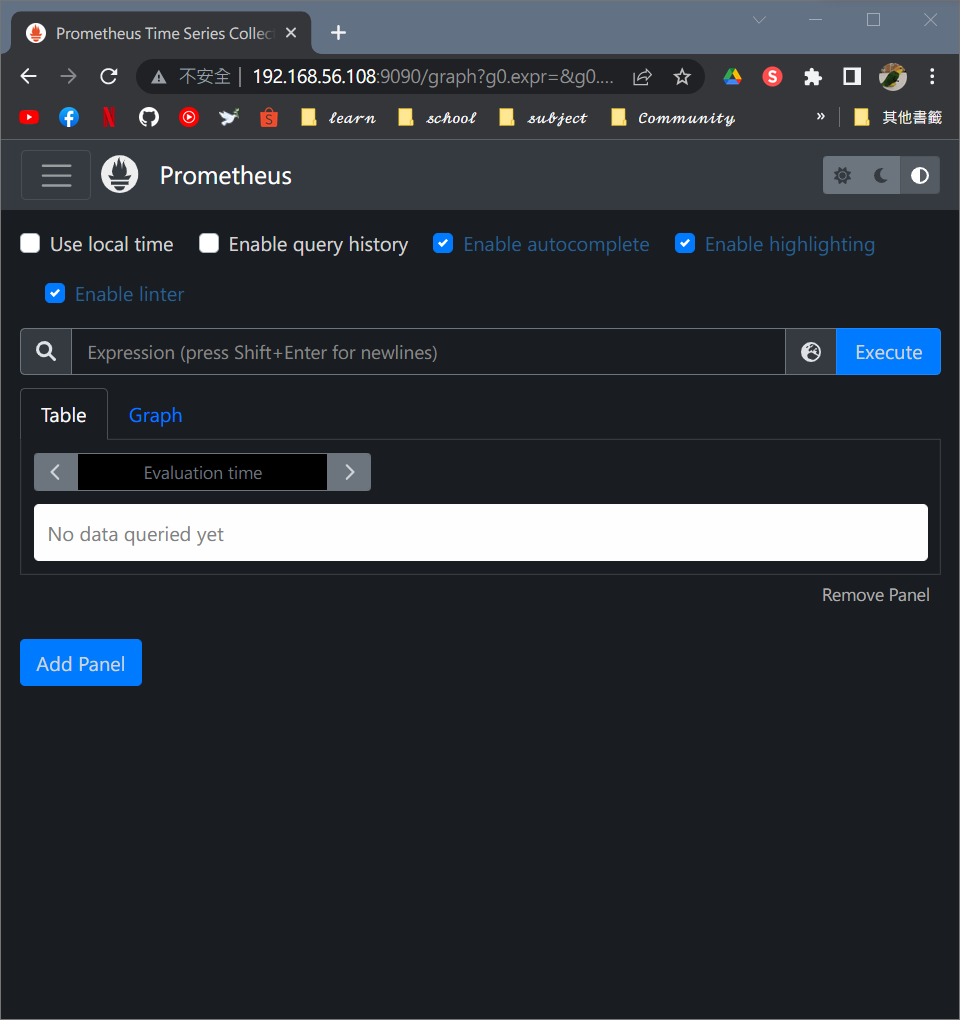 Prometheus Time Series Collec
不安全 | 192.168.56.108:9090/graph?g0.expr=&g0....
learn school subject Community » 其他書籤
Prometheus
Use local time Enable query history Enable autocomplete Enable highlighting
Enable linter
Expression (press Shift+Enter for newlines) Execute
Table Graph
Evaluation time
No data queried yet
Remove Panel
Add Panel